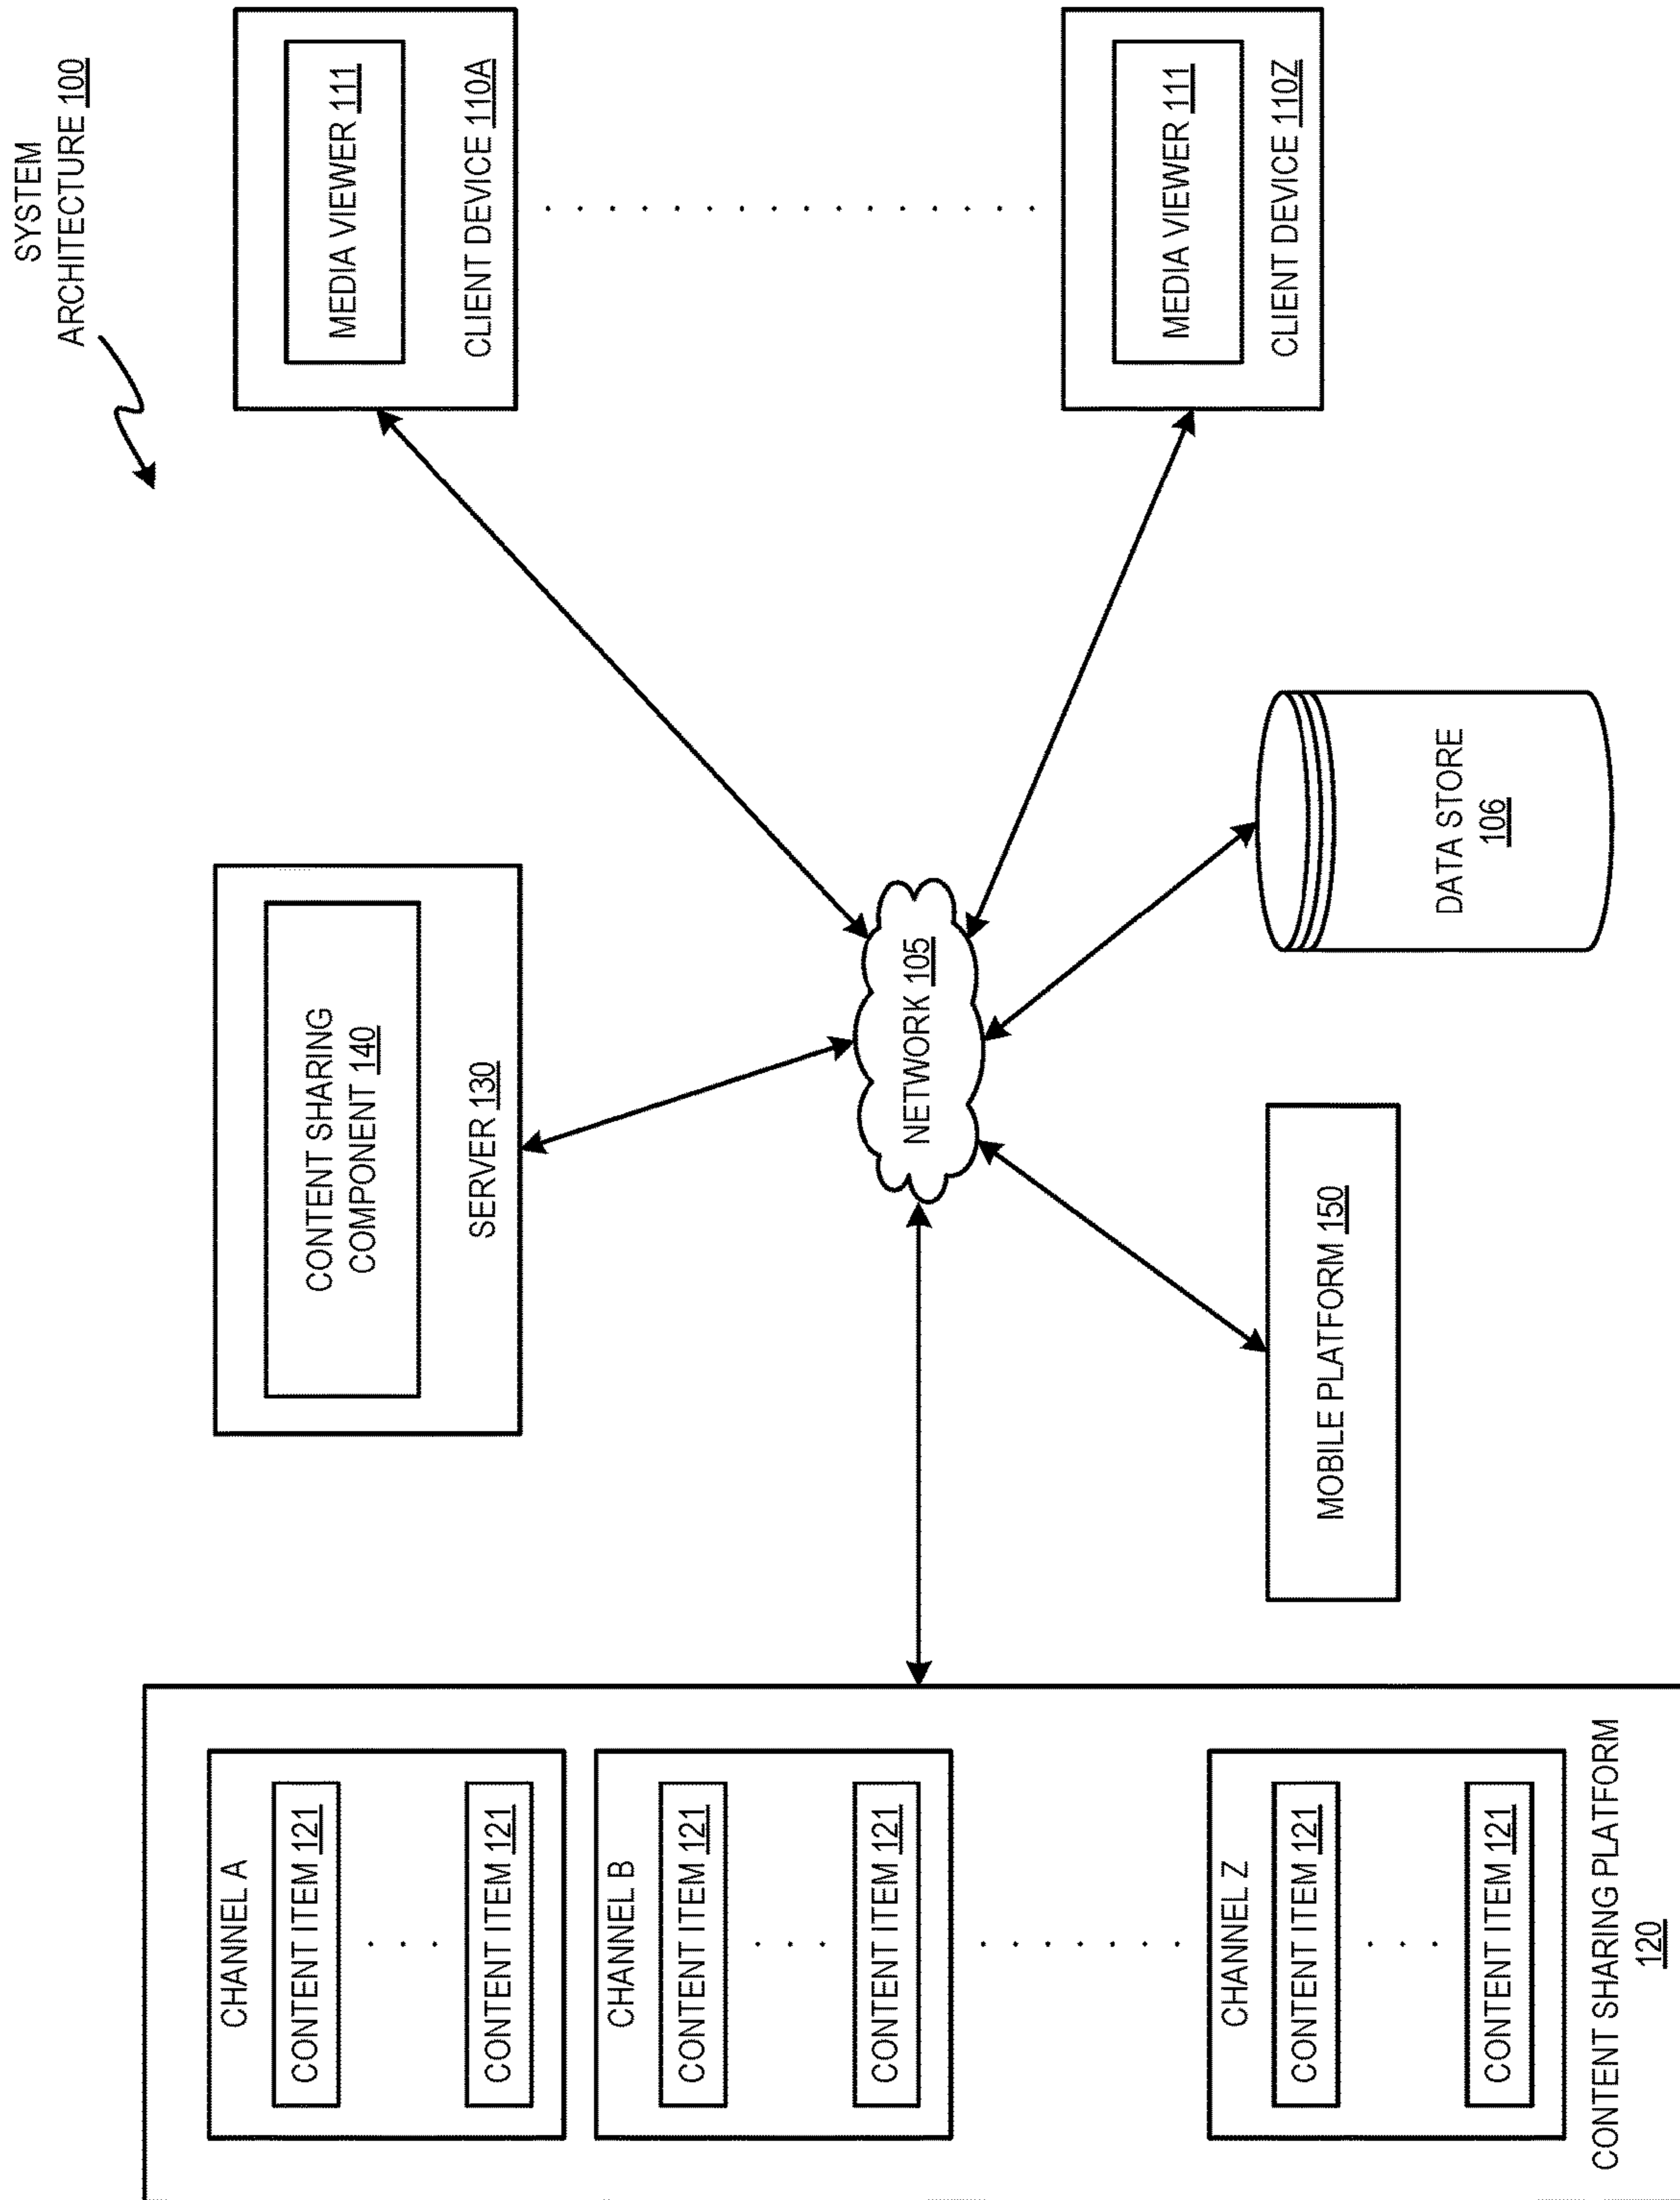 SYSTEM
ARCHITECTURE 100
CHANNEL A
CONTENT ITEM 121
. . .
CONTENT ITEM 121
CHANNEL B
CONTENT ITEM 121
. . .
CONTENT ITEM 121
CHANNEL Z
CONTENT ITEM 121
. . .
CONTENT ITEM 121
CONTENT SHARING PLATFORM
120
CONTENT SHARING
COMPONENT 140
SERVER 130
NETWORK 105
MOBILE PLATFORM 150
DATA STORE
106
MEDIA VIEWER 111
CLIENT DEVICE 110A
MEDIA VIEWER 111
CLIENT DEVICE 110Z